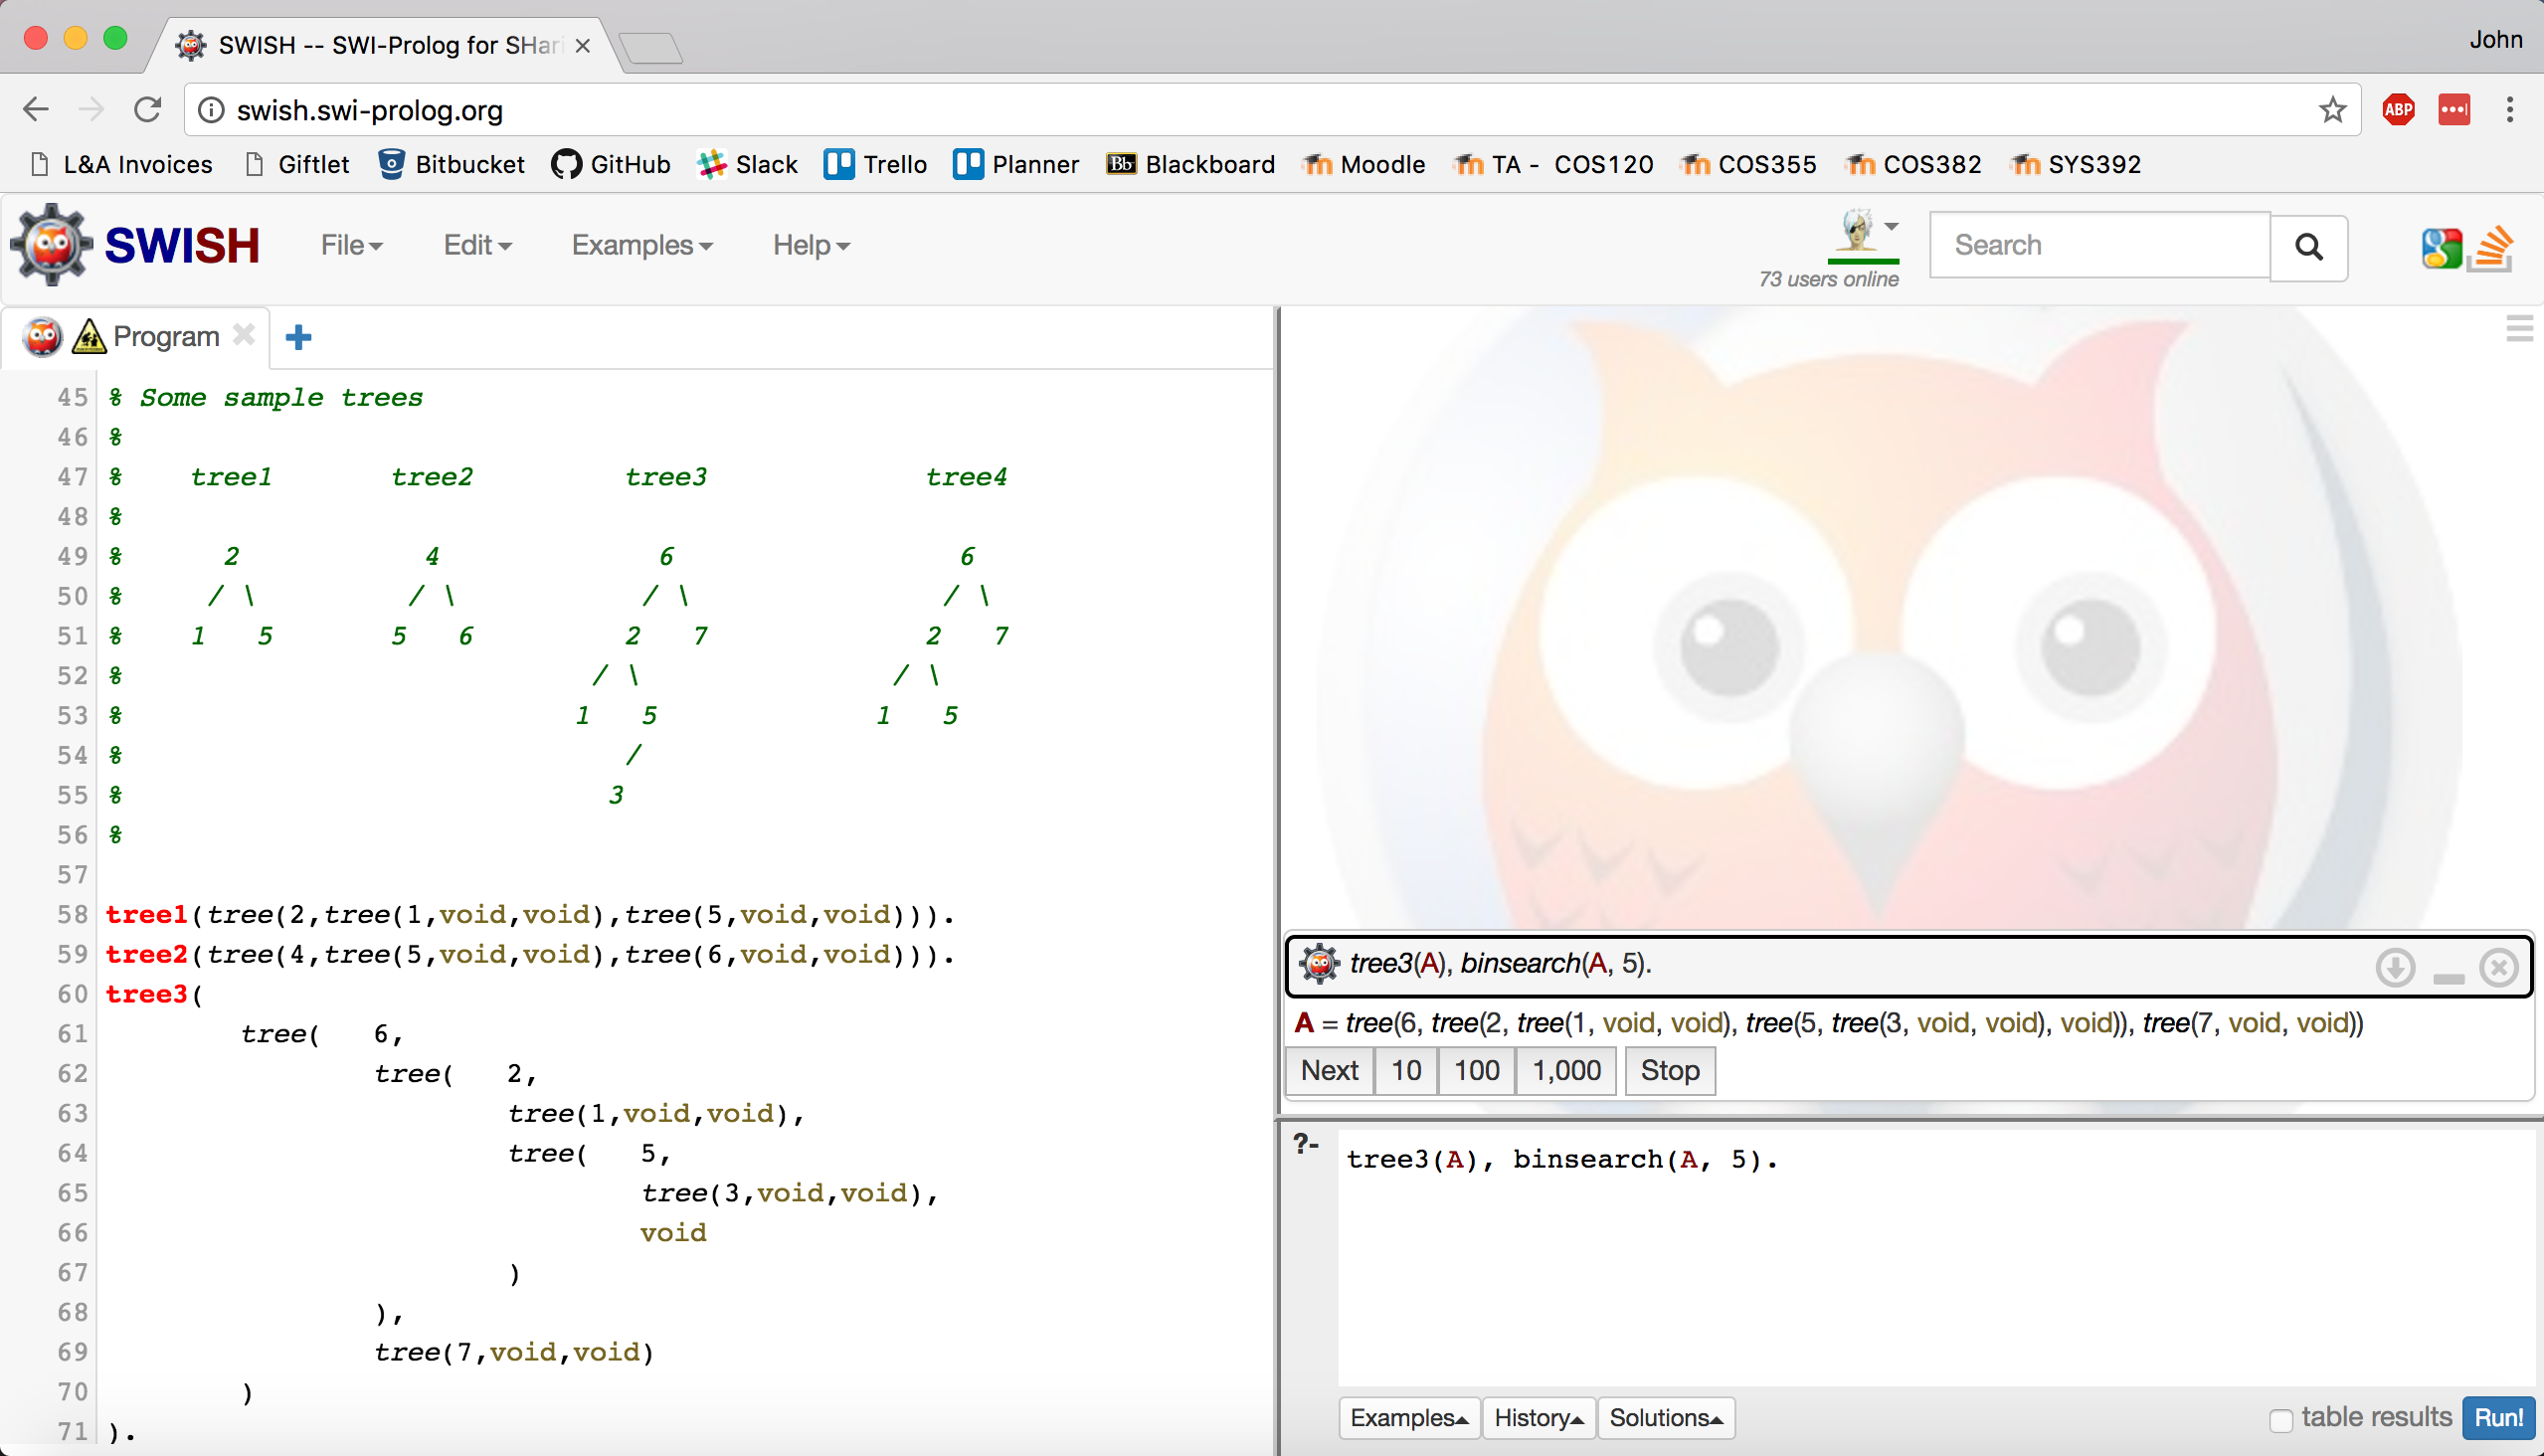 SWISH -- SWI-Prolog for SHari
John
swish.swi-prolog.org
ABP
L&A Invoices Giftlet Bitbucket GitHub Slack Trello Planner Bb Blackboard Moodle TA - COS120 COS355 COS382 SYS392
SWISH File Edit Examples Help
73 users online
Search
Program
45 % Some sample trees
46 %
47 % tree1 tree2 tree3 tree4
48 %
49 % 2 4 6 6
50 % / \ / \ / \ / \
51 % 1 5 5 6 2 7 2 7
52 % / \ / \
53 % 1 5 1 5
54 % /
55 % 3
56 %
57
58 tree1(tree(2,tree(1,void,void),tree(5,void,void))).
59 tree2(tree(4,tree(5,void,void),tree(6,void,void))).
60 tree3(
61 tree( 6,
62 tree( 2,
63 tree(1,void,void),
64 tree( 5,
65 tree(3,void,void),
66 void
67 )
68 ),
69 tree(7,void,void)
70 )
71 ).
tree3(A), binsearch(A, 5).
A = tree(6, tree(2, tree(1, void, void), tree(5, tree(3, void, void), void)), tree(7, void, void))
Next 10 100 1,000 Stop
?- tree3(A), binsearch(A, 5).
Examples History Solutions
table results Run!